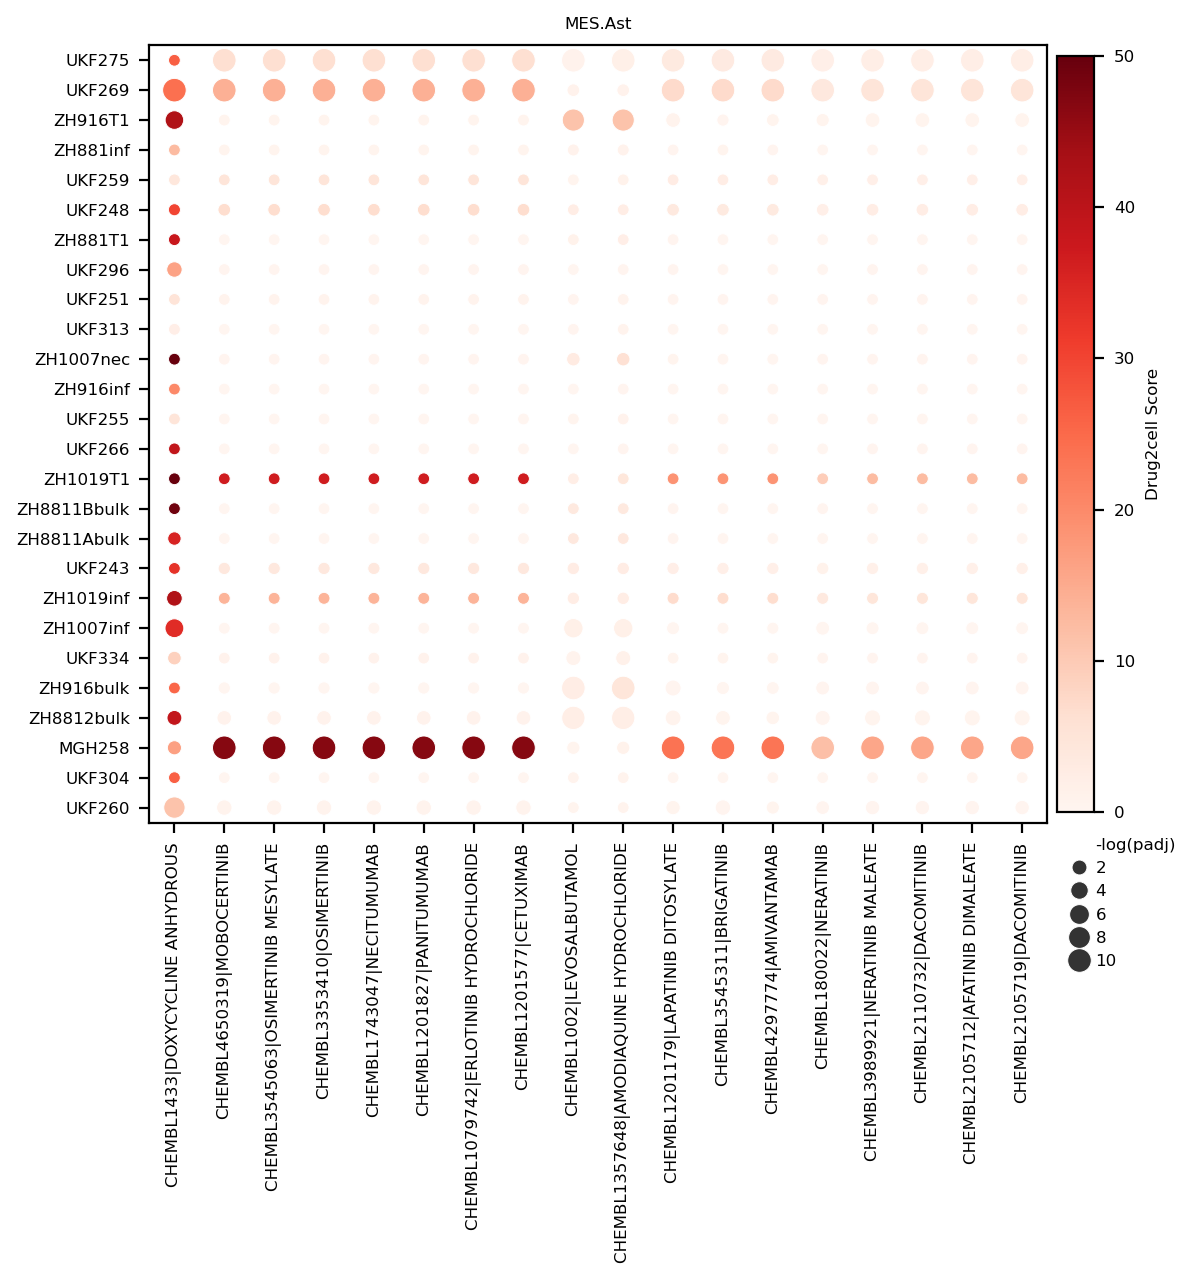 MES.Ast
UKF275
UKF269
ZH916T1
ZH881inf
UKF259
UKF248
ZH881T1
UKF296
UKF251
UKF313
ZH1007nec
ZH916inf
UKF255
UKF266
ZH1019T1
ZH8811Bbulk
ZH8811Abulk
UKF243
ZH1019inf
ZH1007inf
UKF334
ZH916bulk
ZH8812bulk
MGH258
UKF304
UKF260
CHEMBL1433|DOXYCYCLINE ANHYDROUS
CHEMBL4650319|MOBOCERTINIB
CHEMBL3545063|OSIMERTINIB MESYLATE
CHEMBL3353410|OSIMERTINIB
CHEMBL1743047|NECITUMUMAB
CHEMBL1201827|PANITUMUMAB
CHEMBL1079742|ERLOTINIB HYDROCHLORIDE
CHEMBL1201577|CETUXIMAB
CHEMBL1002|LEVOSALBUTAMOL
CHEMBL1357648|AMODIAQUINE HYDROCHLORIDE
CHEMBL1201179|LAPATINIB DITOSYLATE
CHEMBL3545311|BRIGATINIB
CHEMBL4297774|AMIVANTAMAB
CHEMBL180022|NERATINIB
CHEMBL3989921|NERATINIB MALEATE
CHEMBL2110732|DACOMITINIB
CHEMBL2105712|AFATINIB DIMALEATE
CHEMBL2105719|DACOMITINIB
50
40
30
20
10
0
Drug2cell Score
-log(padj)
2
4
6
8
10